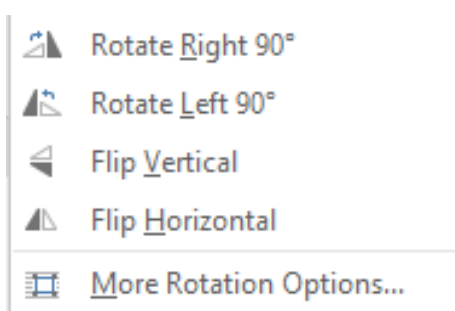 Rotate Right 90°
Rotate Left 90°
Flip Vertical
Flip Horizontal
More Rotation Options...